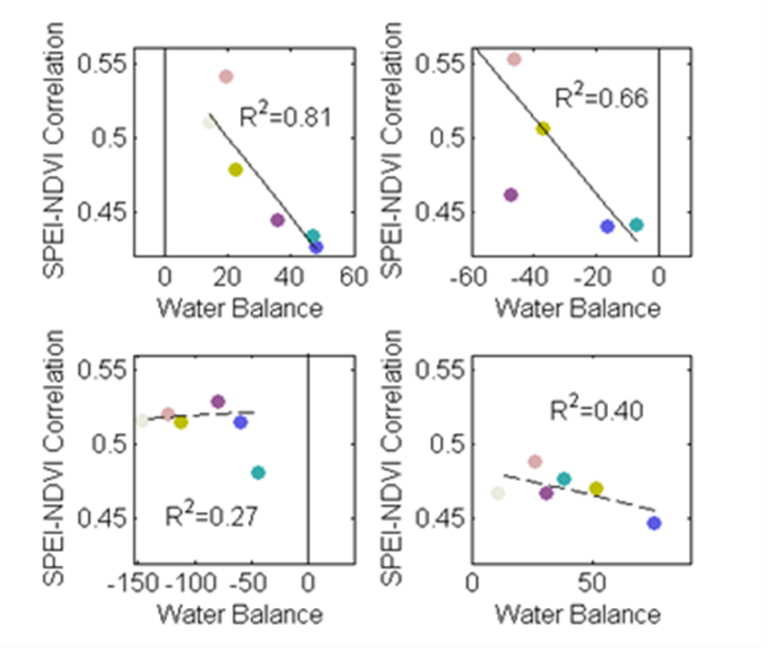 SPEI-NDVI Correlation
0.55
0.5
0.45
R²=0.81
0 20 40 60
Water Balance
SPEI-NDVI Correlation
0.55
0.5
0.45
R²=0.66
-60 -40 -20 0
Water Balance
SPEI-NDVI Correlation
0.55
0.5
0.45
R²=0.27
-150 -100 -50 0
Water Balance
SPEI-NDVI Correlation
0.55
0.5
0.45
R²=0.40
0 50
Water Balance